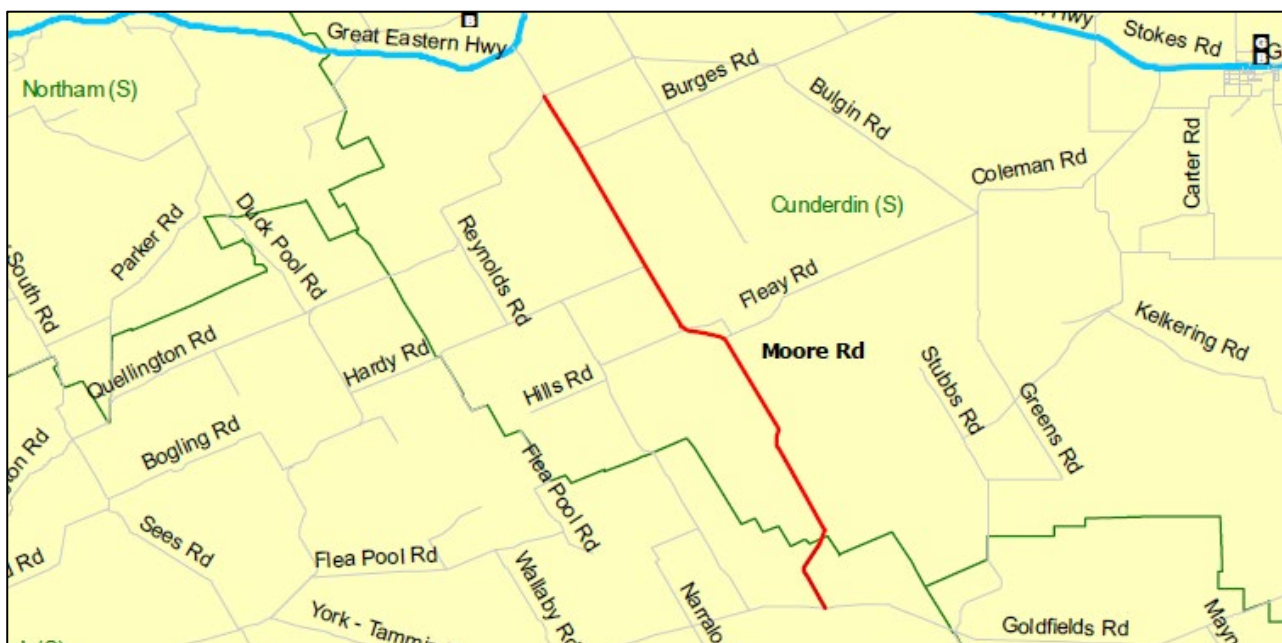 Great Eastern Hwy
Hwy
Stokes Rd
Northam (S)
Burges Rd
Bulgin Rd
Coleman Rd
Carter Rd
Cunderdin (S)
Parker Rd
Duck Pool Rd
Reynolds Rd
South Rd
Fleay Rd
Kelkering Rd
Quellington Rd
Hardy Rd
Moore Rd
Hills Rd
Stubbs Rd
Greens Rd
Bogling Rd
Flea Pool Rd
Sees Rd
Flea Pool Rd
Wallaby Rd
Narralo
York - Tammi
Goldfields Rd